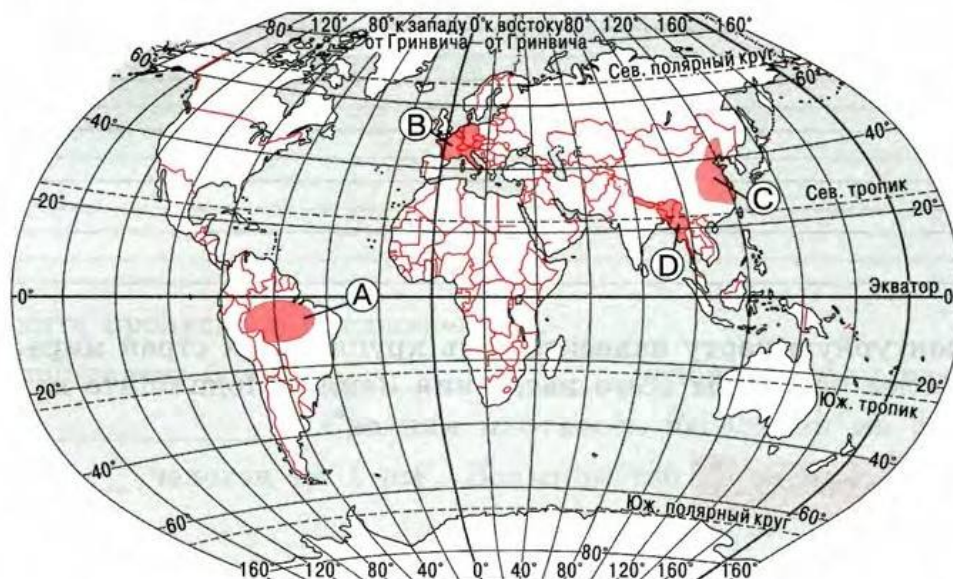 160° 120° 80° к западу 0° к востоку 80° 120° 160°
от Гринвича от Гринвича
60° Сев. полярный круг 60°
40° B 40°
C Сев. тропик
20° 20°
D
A Экватор
0° 0°
20° 20°
Юж. тропик
40° 40°
60° Юж. полярный круг 60°
80° 80°
160° 120° 80° 40° 0° 40° 80° 120° 160°